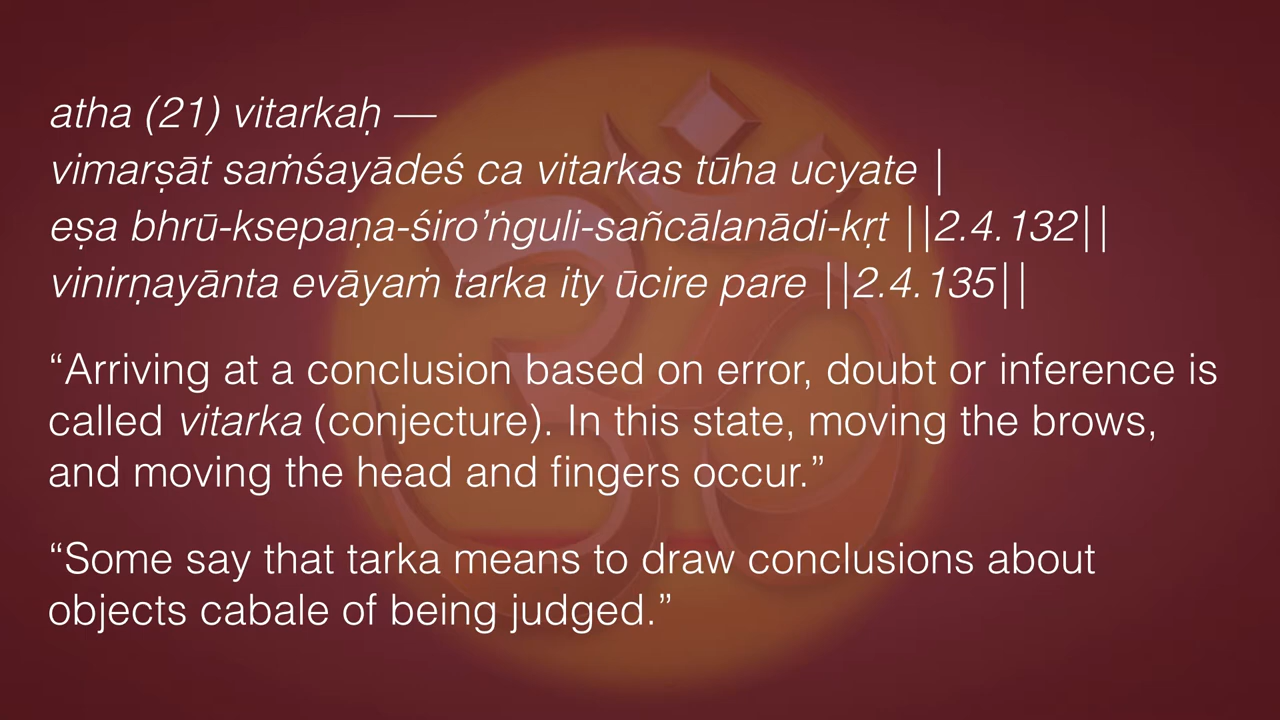 atha (21) vitarkaḥ —
vimarṣāt saṁśayādeś ca vitarkas tūha ucyate |
eṣa bhrū-ksepaṇa-śiro’ṅguli-sañcālanādi-kṛt ||2.4.132||
vinirṇayānta evāyaṁ tarka ity ūcire pare ||2.4.135||
“Arriving at a conclusion based on error, doubt or inference is
called vitarka (conjecture). In this state, moving the brows,
and moving the head and fingers occur.”
“Some say that tarka means to draw conclusions about
objects cabale of being judged.”